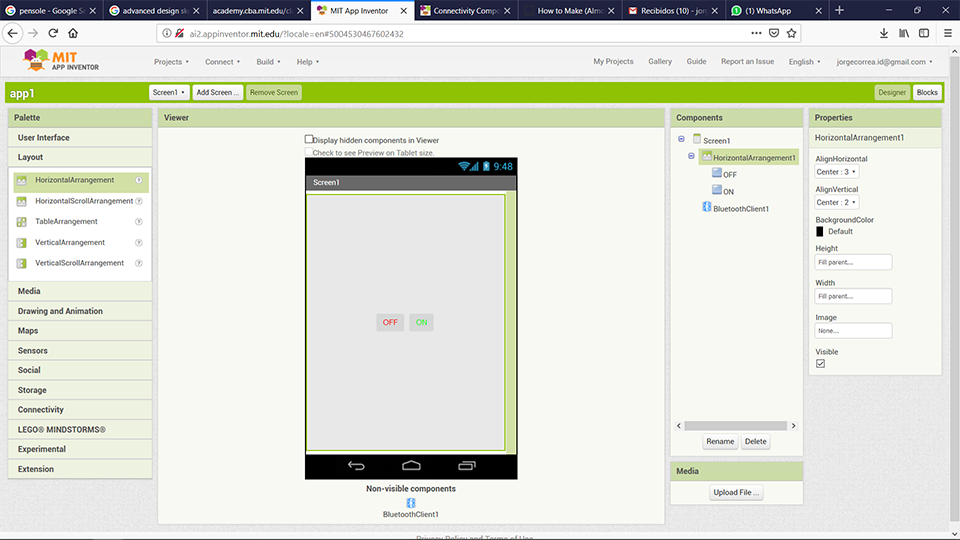 pensole - Google Se
advanced design ske
academy.cba.mit.edu/cla
MIT App Inventor
Connectivity Compo
How to Make (Almo
Recibidos (10) - jorg
(1) WhatsApp
ai2.appinventor.mit.edu/?locale=en#5004530467602432
MIT
APP INVENTOR
Projects
Connect
Build
Help
My Projects
Gallery
Guide
Report an Issue
English
jorgecorrea.id@gmail.com
app1
Screen1
Add Screen ...
Remove Screen
Designer
Blocks
Palette
User Interface
Layout
HorizontalArrangement
HorizontalScrollArrangement
TableArrangement
VerticalArrangement
VerticalScrollArrangement
Media
Drawing and Animation
Maps
Sensors
Social
Storage
Connectivity
LEGO® MINDSTORMS®
Experimental
Extension
Viewer
Display hidden components in Viewer
Check to see Preview on Tablet size.
9:48
Screen1
OFF
ON
Non-visible components
BluetoothClient1
Components
Screen1
HorizontalArrangement1
OFF
ON
BluetoothClient1
Rename
Delete
Media
Upload File ...
Properties
HorizontalArrangement1
AlignHorizontal
Center : 3
AlignVertical
Center : 2
BackgroundColor
Default
Height
Fill parent...
Width
Fill parent...
Image
None...
Visible
Privacy Policy and Terms of Use